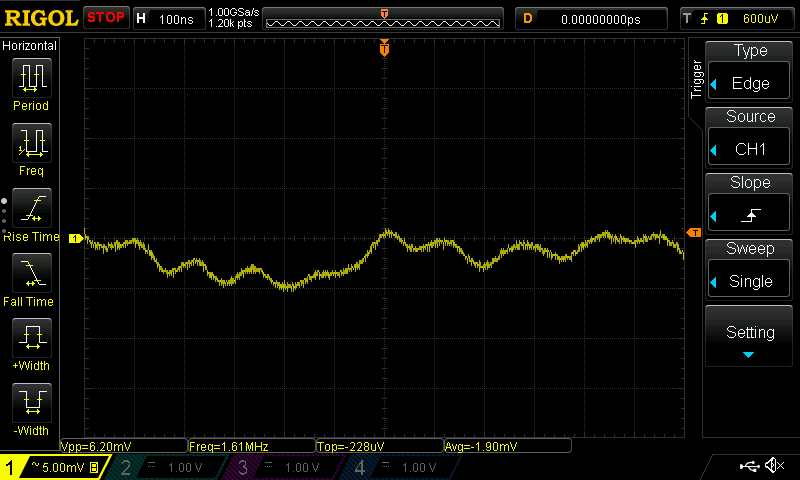 RIGOL STOP H 100ns 1.00GSa/s D 0.00000000ps T 1 600uV
1.20k pts
T
Horizontal
Period
Freq
Rise Time
Fall Time
+Width
-Width
T
1
T
Trigger
Type
Edge
Source
CH1
Slope
Sweep
Single
Setting
Vpp=6.20mV Freq=1.61MHz Top=-228uV Avg=-1.90mV
1 ~ 5.00mV B 2 1.00 V 3 1.00 V 4 1.00 V